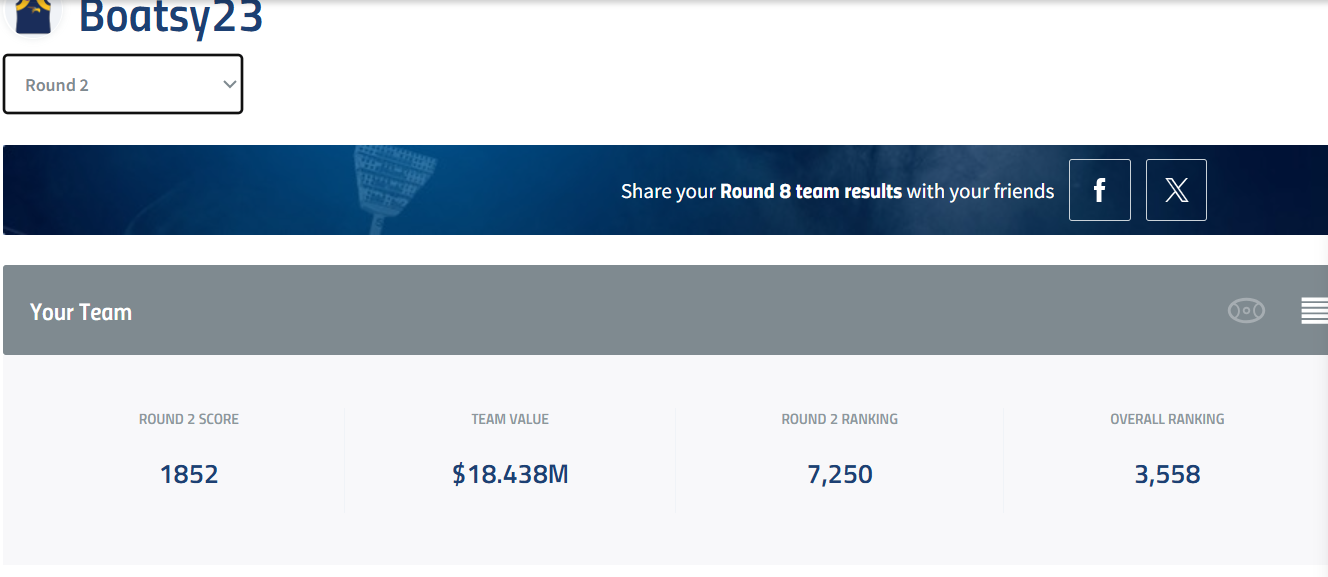 Boatsy23
Round 2
Share your Round 8 team results with your friends
f
X
Your Team
ROUND 2 SCORE
TEAM VALUE
ROUND 2 RANKING
OVERALL RANKING
1852
$18.438M
7,250
3,558